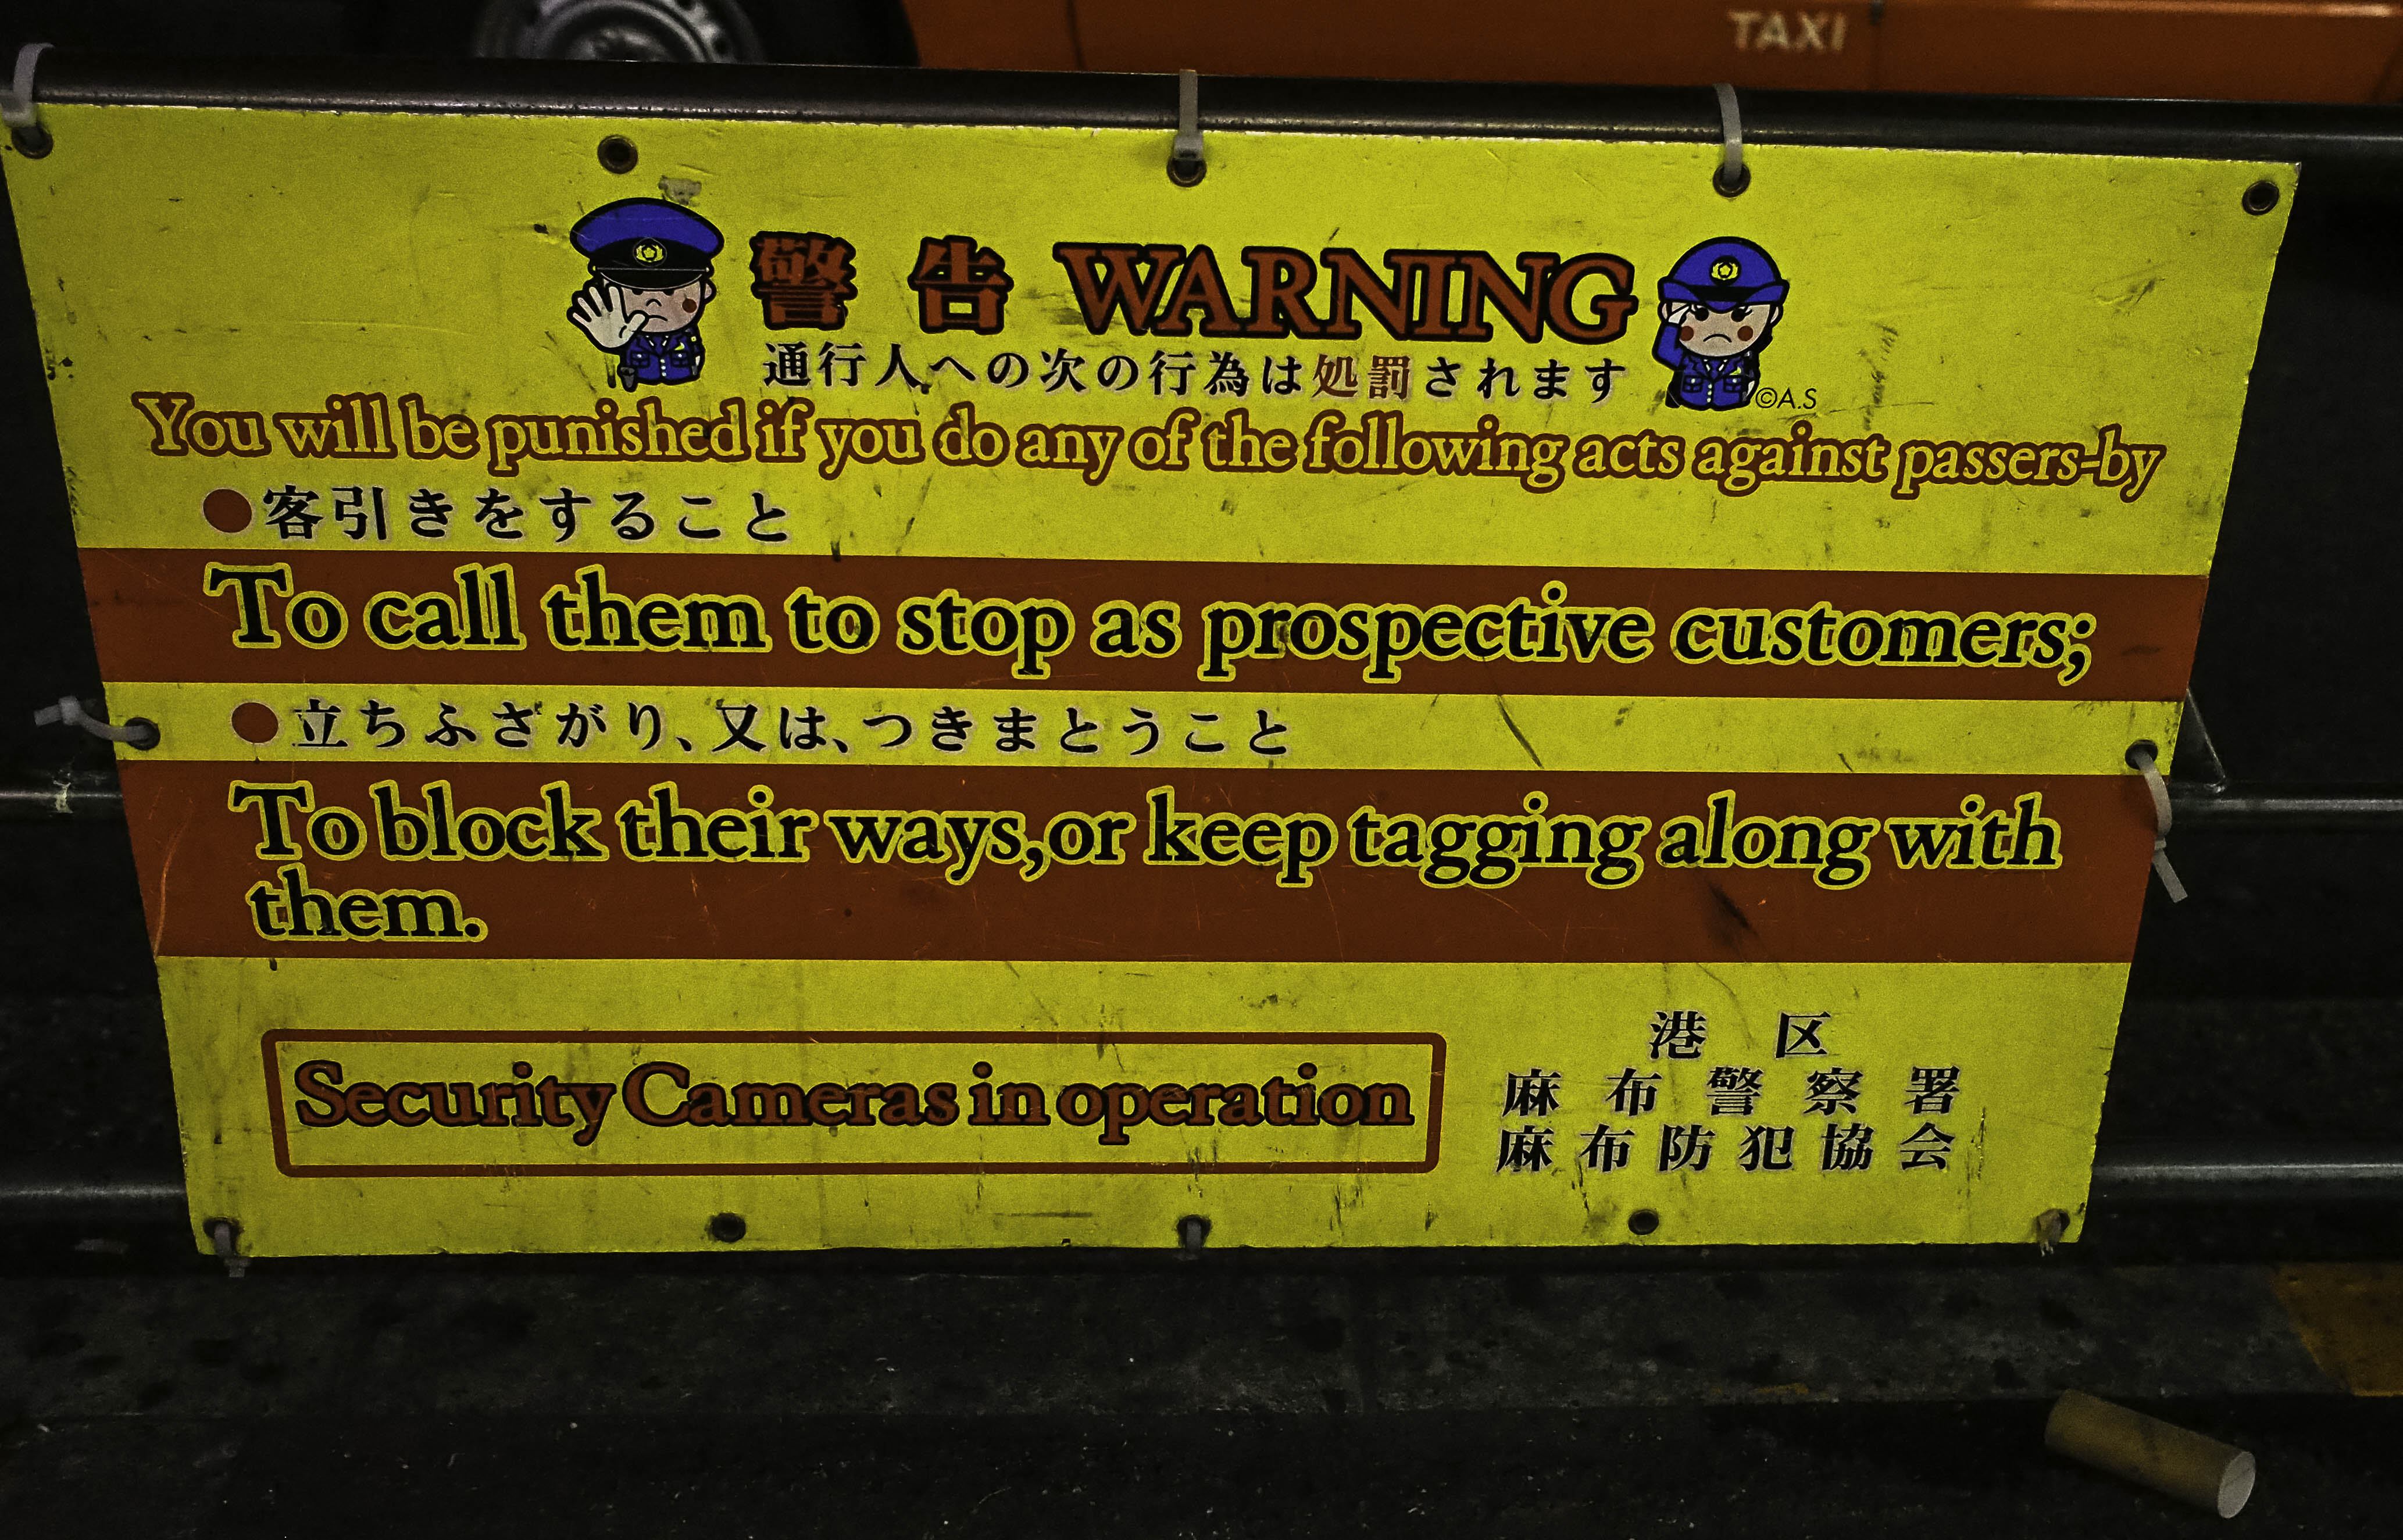 TAXI
警告 WARNING
通行人への次の行為は処罰されます
©A.S
You will be punished if you do any of the following acts against passers-by
●客引きをすること
To call them to stop as prospective customers;
●立ちふさがり、又は、つきまとうこと
To block their ways,or keep tagging along with
them.
Security Cameras in operation
港区
麻布警察署
麻布防犯協会